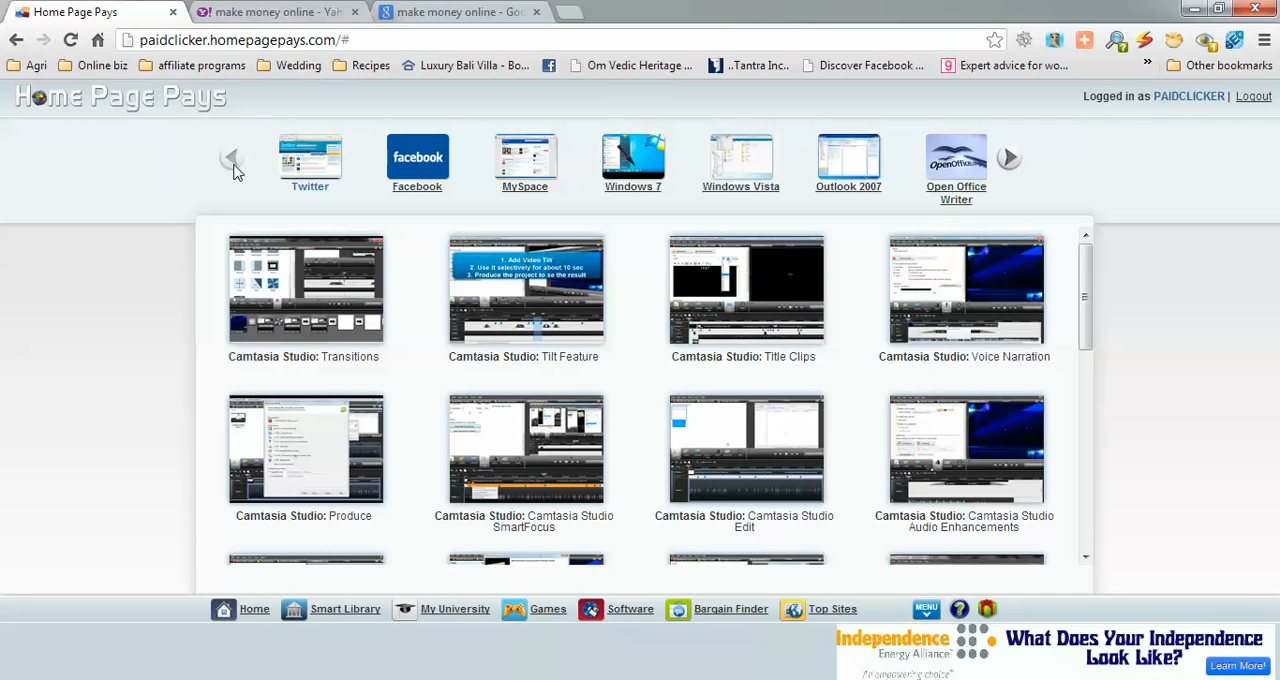 Home Page Pays
make money online - Yah
make money online - Goo
paidclicker.homepagepays.com/#
Agri
Online biz
affiliate programs
Wedding
Recipes
Luxury Bali Villa - Bo...
Om Vedic Heritage ...
..Tantra Inc..
Discover Facebook ...
Expert advice for wo...
Other bookmarks
Home Page Pays
Logged in as PAIDCLICKER | Logout
facebook
OpenOffice
Twitter
Facebook
MySpace
Windows 7
Windows Vista
Outlook 2007
Open Office
Writer
1. Add Video Tilt
2. Use it selectively for about 10 sec
3. Produce the project to se the result
Camtasia Studio: Transitions
Camtasia Studio: Tilt Feature
Camtasia Studio: Title Clips
Camtasia Studio: Voice Narration
Camtasia Studio: Produce
Camtasia Studio: Camtasia Studio
SmartFocus
Camtasia Studio: Camtasia Studio
Edit
Camtasia Studio: Camtasia Studio
Audio Enhancements
Home
Smart Library
My University
Games
Software
Bargain Finder
Top Sites
MENU
Independence
Energy Alliance
An empowering choice
What Does Your Independence
Look Like?
Learn More!